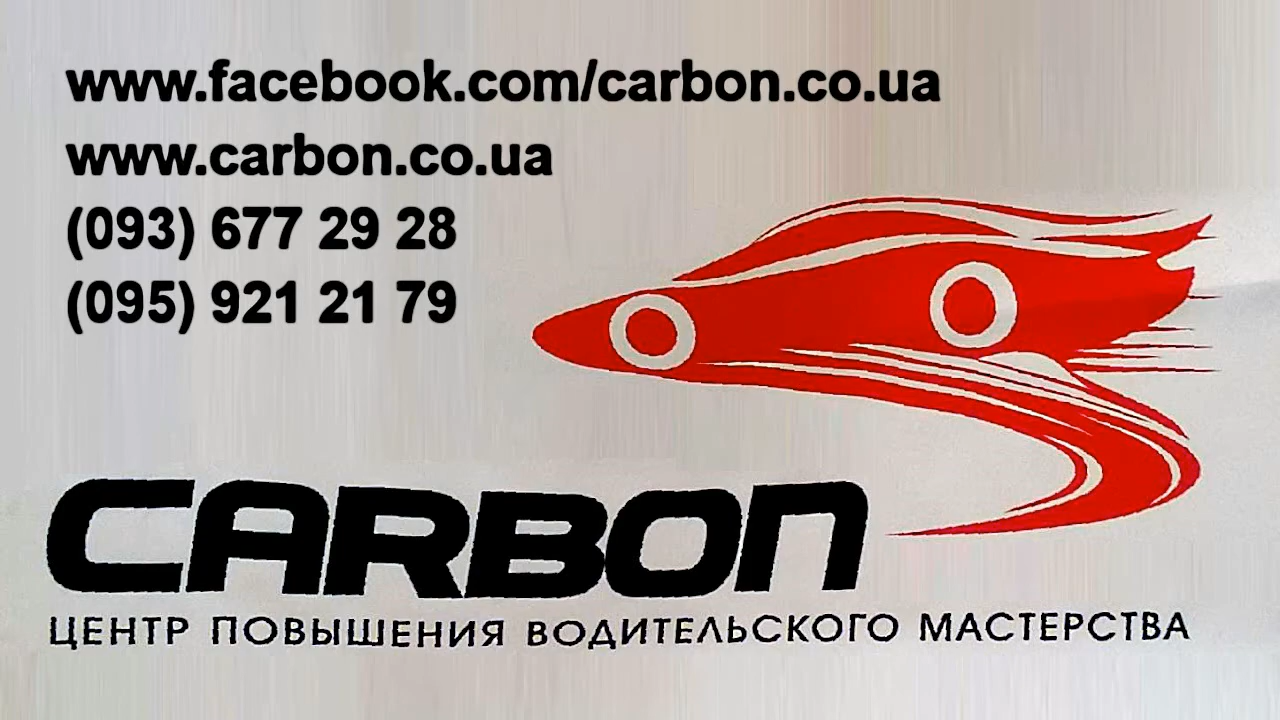 www.facebook.com/carbon.co.ua
www.carbon.co.ua
(093) 677 29 28
(095) 921 21 79
CARBON
ЦЕНТР ПОВЫШЕНИЯ ВОДИТЕЛЬСКОГО МАСТЕРСТВА